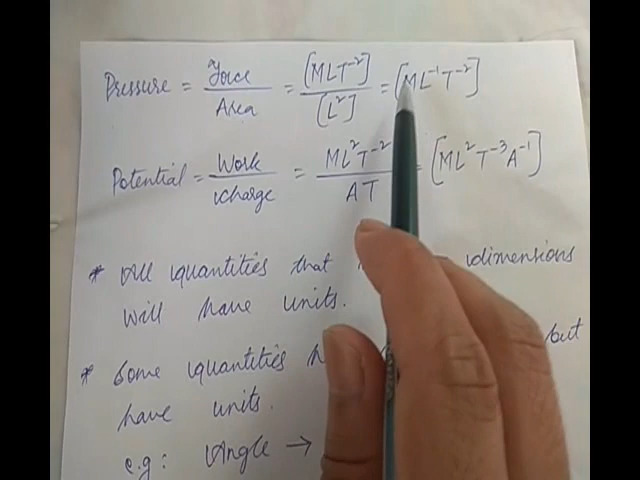 Pressure = Force / Area = [MLT⁻²] / [L²] = [ML⁻¹T⁻²]
Potential = Work / Charge = ML²T⁻² / AT = [ML²T⁻³A⁻¹]
* All quantities that dimensions
will have units.
* Some quantities but
have units.
e.g: Angle →